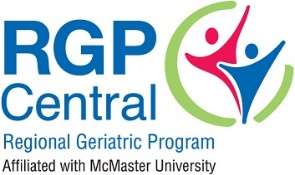 RGP
Central
Regional Geriatric Program
Affiliated with McMaster University